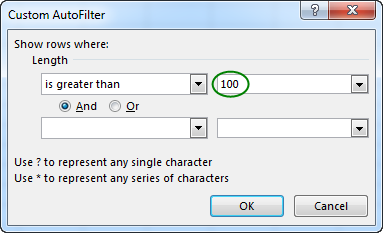 Custom AutoFilter
Show rows where:
Length
is greater than 100
And Or
Use ? to represent any single character
Use * to represent any series of characters
OK Cancel